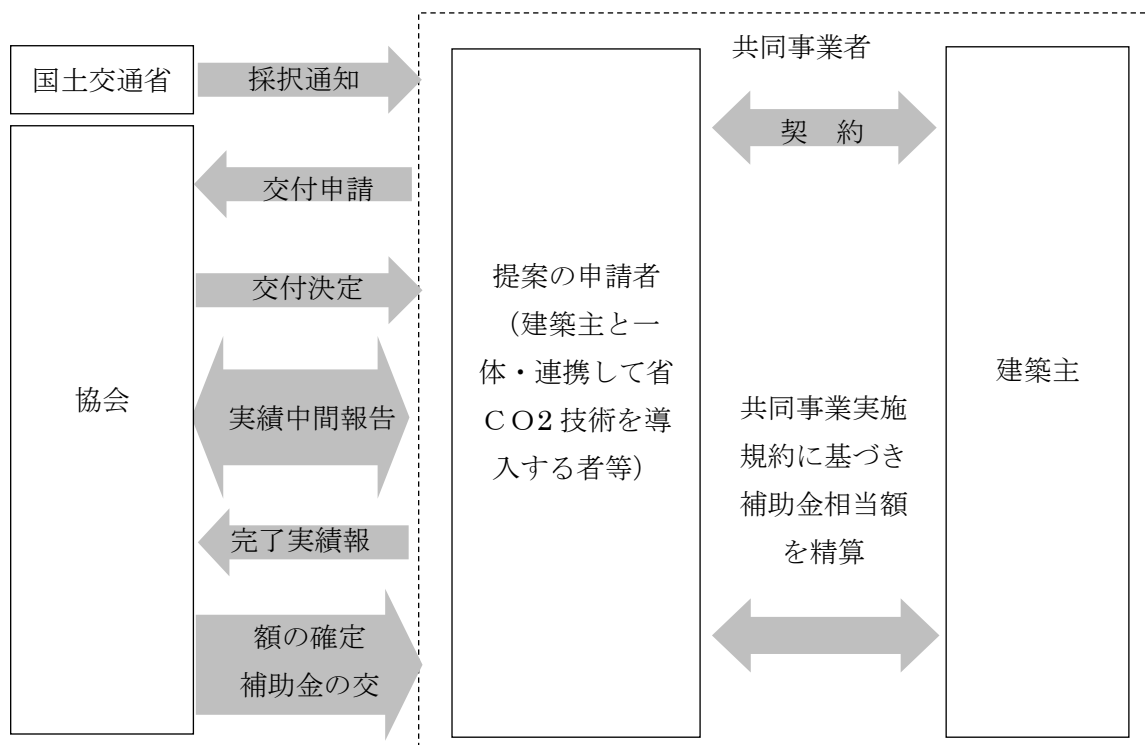 共同事業者
国土交通省
採択通知
契　約
交付申請
交付決定
協会
実績中間報告
完了実績報
額の確定
補助金の交
提案の申請者
（建築主と一
体・連携して省
ＣＯ２技術を導
入する者等）
共同事業実施
規約に基づき
補助金相当額
を精算
建築主